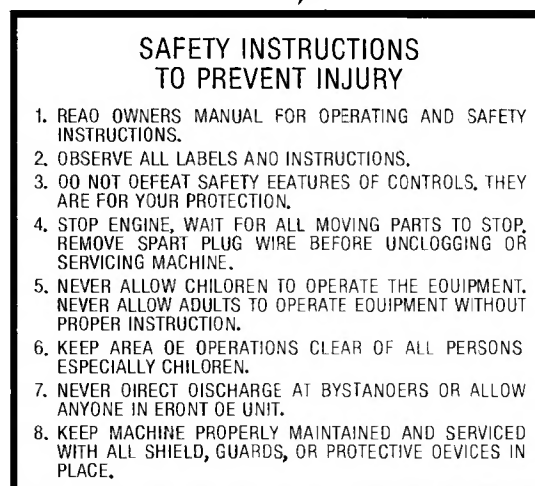 SAFETY INSTRUCTIONS
TO PREVENT INJURY
1. REAO OWNERS MANUAL FOR OPERATING AND SAFETY
INSTRUCTIONS.
2. OBSERVE ALL LABELS ANO INSTRUCTIONS.
3. OO NOT OEFEAT SAFETY EEATURES OF CONTROLS, THEY
ARE FOR YOUR PROTECTION.
4. STOP ENGINE, WAIT FOR ALL MOVING PARTS TO STOP.
REMOVE SPART PLUG WIRE BEFORE UNCLOGGING OR
SERVICING MACHINE.
5. NEVER ALLOW CHILOREN TO OPERATE THE EOUIPMENT.
NEVER ALLOW ADULTS TO OPERATE EOUIPMENT WITHOUT
PROPER INSTRUCTION.
6. KEEP AREA OE OPERATIONS CLEAR OF ALL PERSONS
ESPECIALLY CHILOREN.
7. NEVER OIRECT OISCHARGE AT BYSTANOERS OR ALLOW
ANYONE IN ERONT OE UNIT.
8. KEEP MACHINE PROPERLY MAINTAINED AND SERVICED
WITH ALL SHIELD, GUARDS, OR PROTECTIVE OEVICES IN
PLACE.